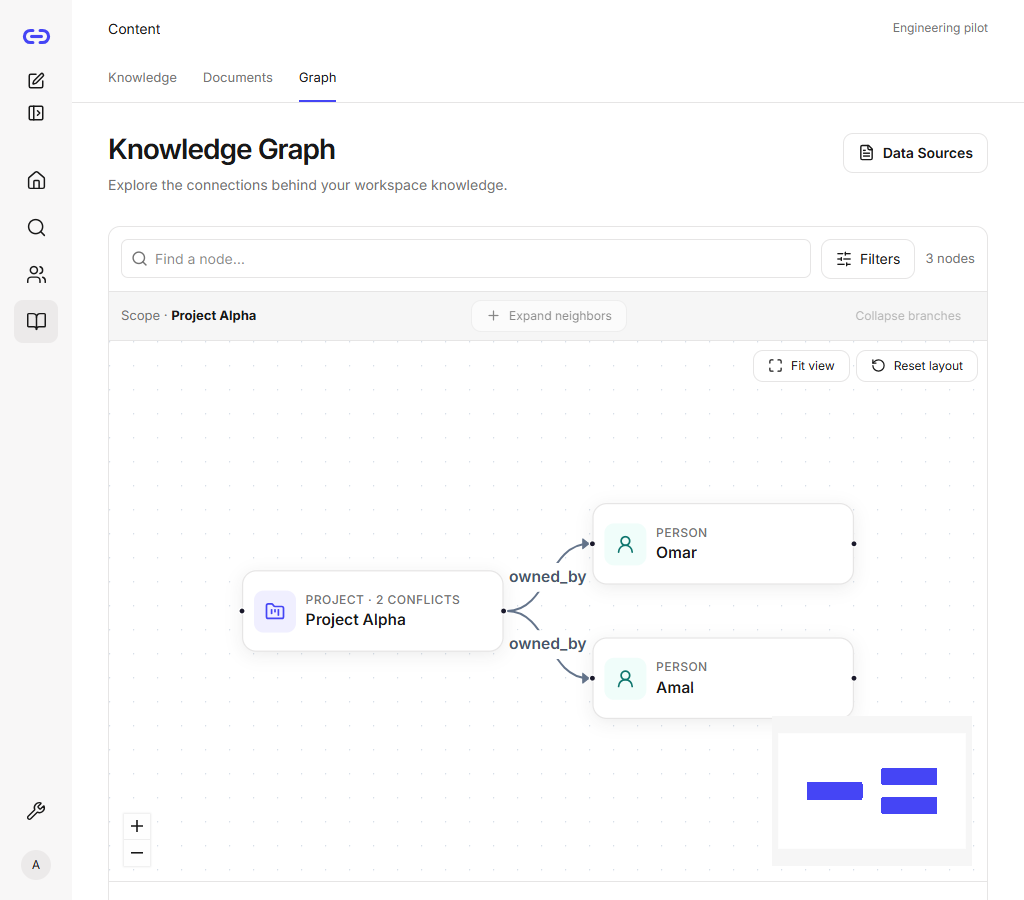 Content
Engineering pilot
Knowledge
Documents
Graph
Knowledge Graph
Explore the connections behind your workspace knowledge.
Data Sources
Find a node...
Filters
3 nodes
Scope · Project Alpha
Expand neighbors
Collapse branches
Fit view
Reset layout
PERSON
Omar
owned_by
PROJECT · 2 CONFLICTS
Project Alpha
owned_by
PERSON
Amal
A